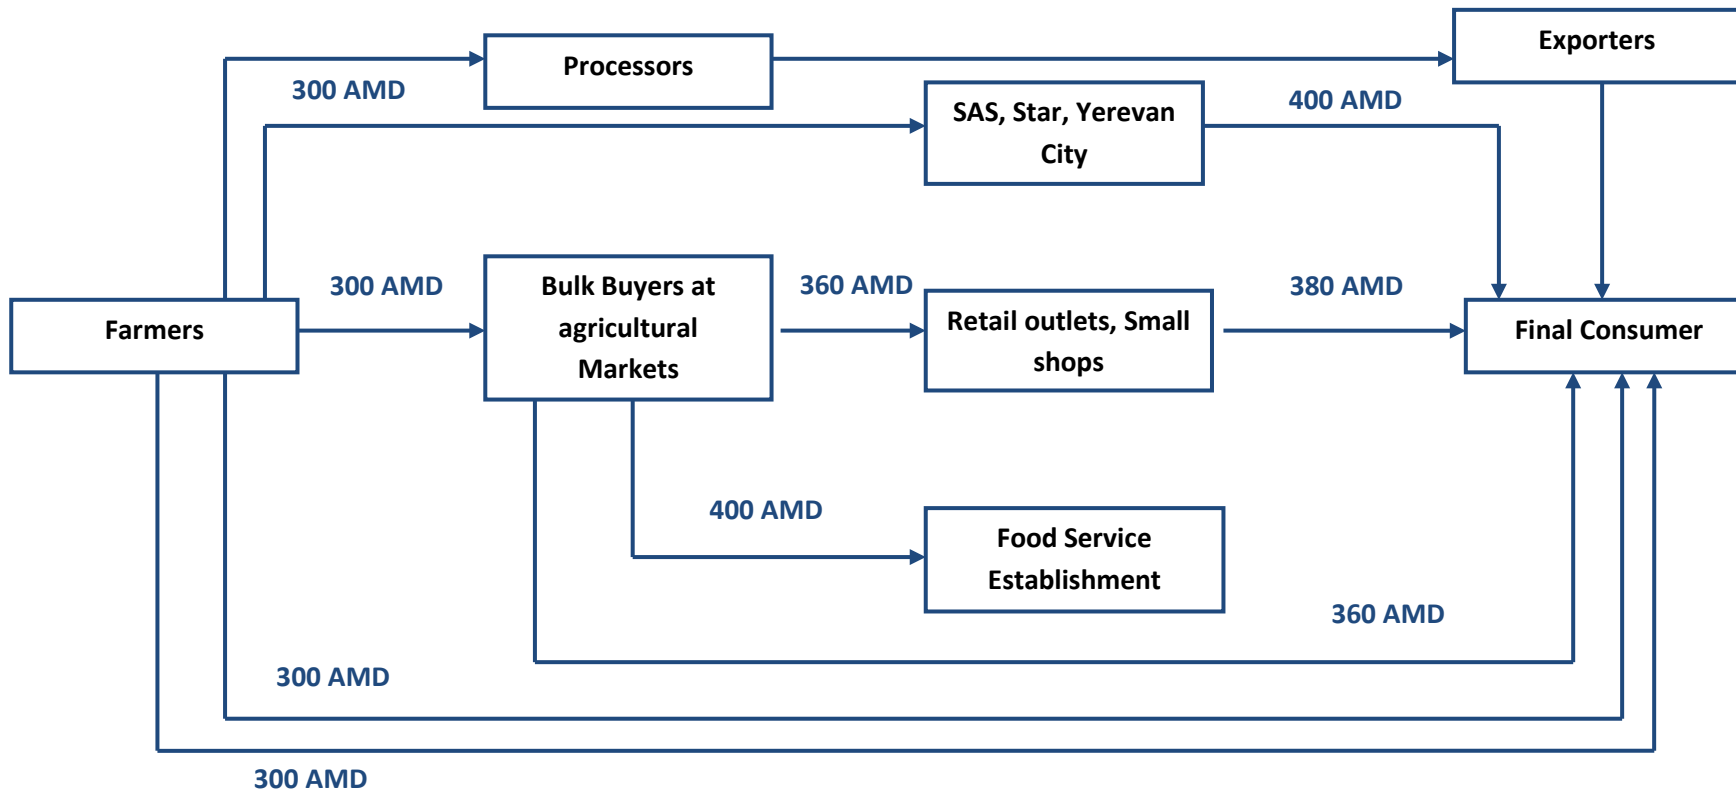 Exporters
Processors
300 AMD
SAS, Star, Yerevan
City
400 AMD
Farmers
300 AMD
Bulk Buyers at
agricultural
Markets
360 AMD
Retail outlets, Small
shops
380 AMD
Final Consumer
400 AMD
Food Service
Establishment
360 AMD
300 AMD
300 AMD